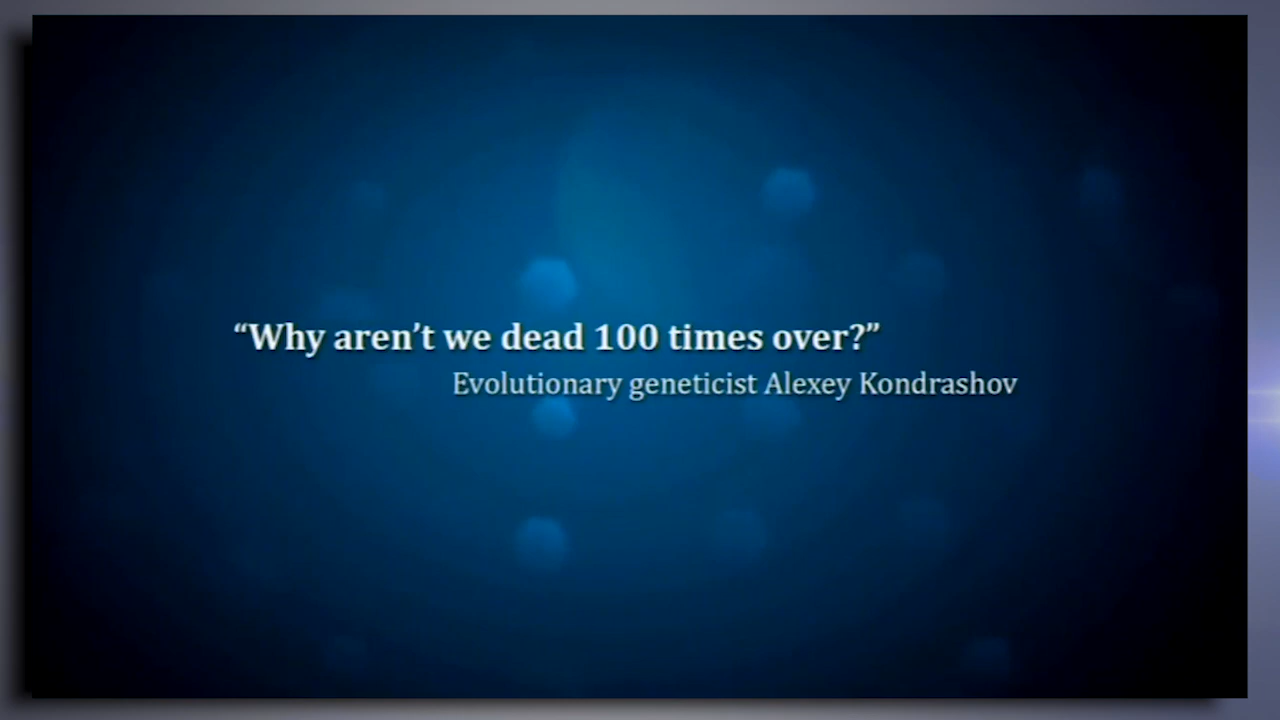 “Why aren’t we dead 100 times over?”
Evolutionary geneticist Alexey Kondrashov